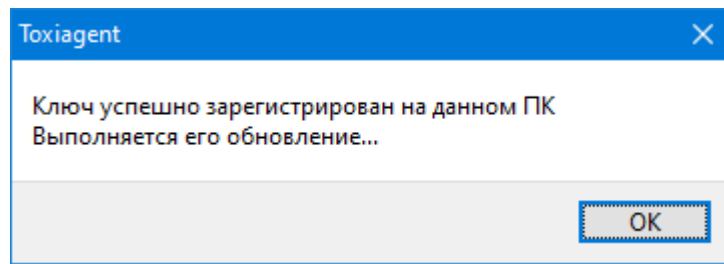 Toxiagent
Ключ успешно зарегистрирован на данном ПК
Выполняется его обновление...
OK